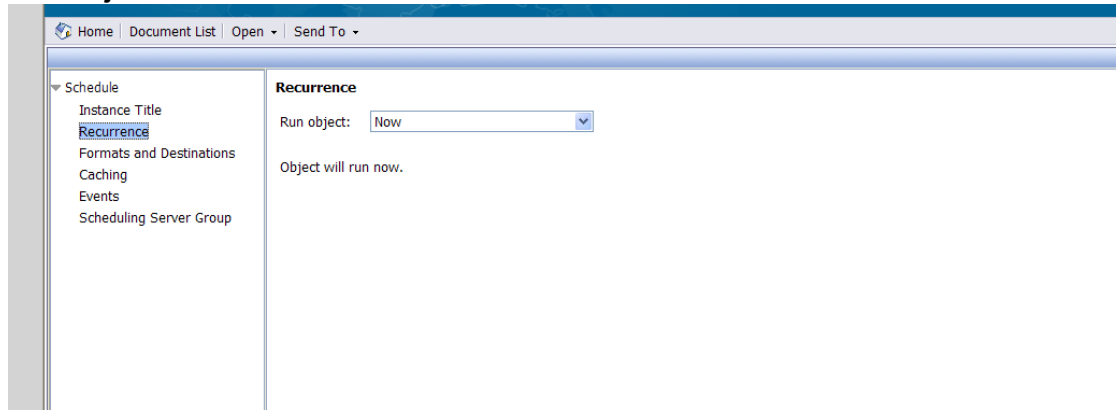 Home Document List Open Send To
Schedule
Instance Title
Recurrence
Formats and Destinations
Caching
Events
Scheduling Server Group
Recurrence
Run object: Now
Object will run now.